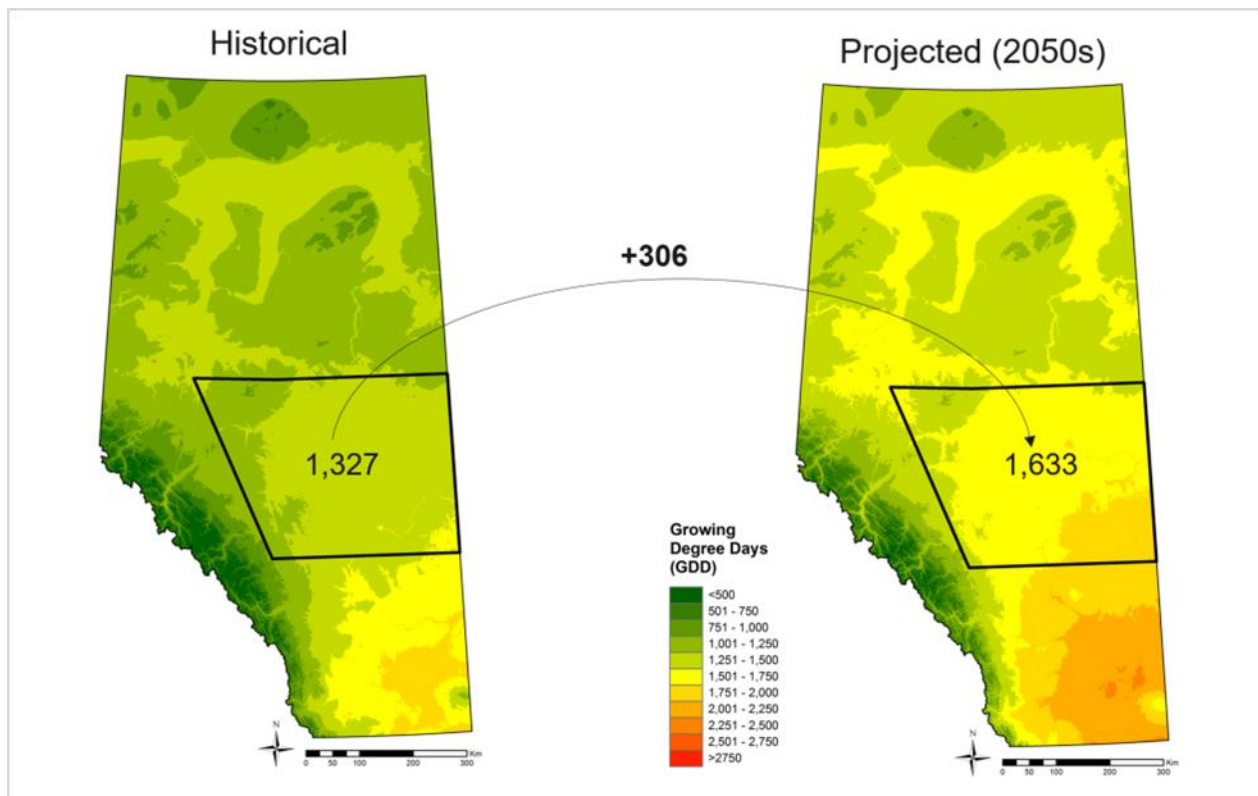 Historical
Projected (2050s)
+306
1,327
1,633
Growing
Degree Days
(GDD)
<500
501 - 750
751 - 1,000
1,001 - 1,250
1,251 - 1,500
1,501 - 1,750
1,751 - 2,000
2,001 - 2,250
2,251 - 2,500
2,501 - 2,750
>2750
N
Km
0 50 100 200 300
N
Km
0 50 100 200 300